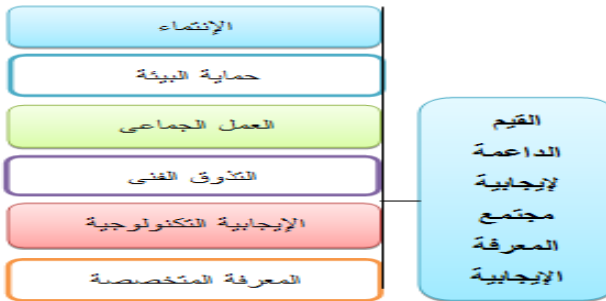 الإنتماء
حماية البيئة
العمل الجماعى
التذوق الفنى
الإيجابية التكنولوجية
المعرفة المتخصصة
القيم
الداعمة
لإيجابية
مجتمع
المعرفة
الإيجابية